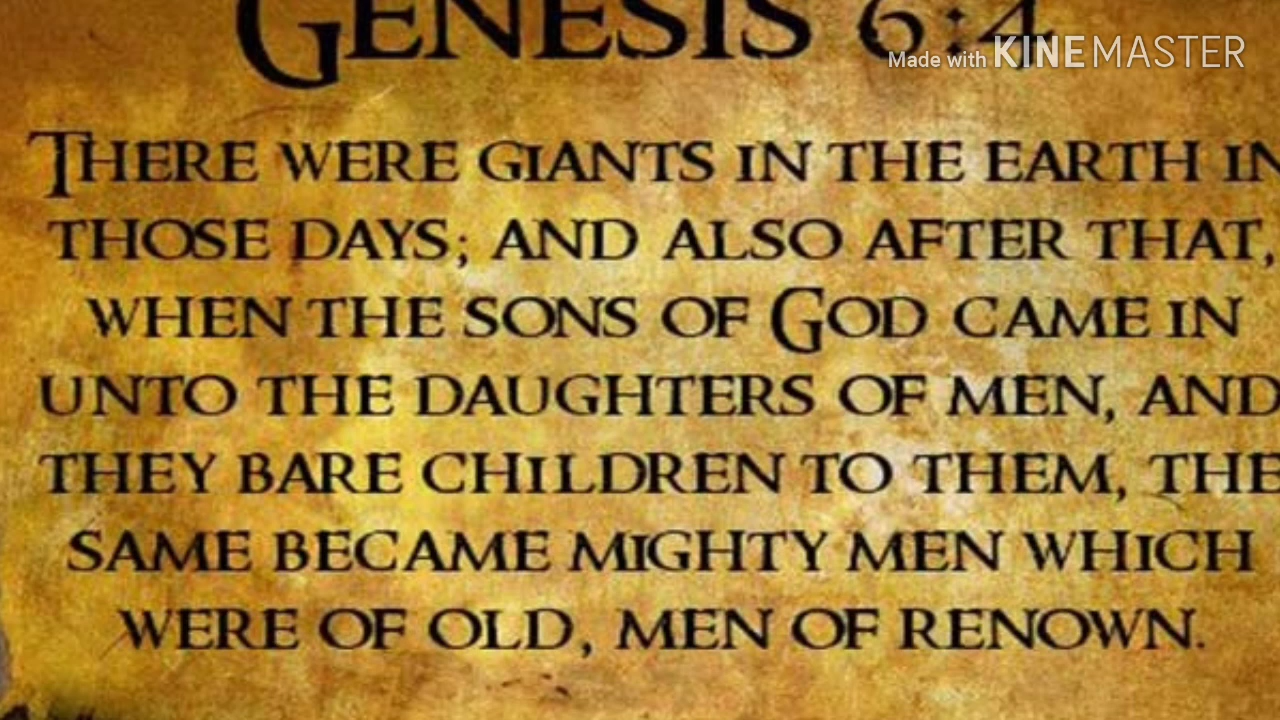 GENESIS 6:4
Made with KINEMASTER
THERE WERE GIANTS IN THE EARTH IN
THOSE DAYS; AND ALSO AFTER THAT,
WHEN THE SONS OF GOD CAME IN
UNTO THE DAUGHTERS OF MEN, AND
THEY BARE CHILDREN TO THEM, THE
SAME BECAME MIGHTY MEN WHICH
WERE OF OLD, MEN OF RENOWN.